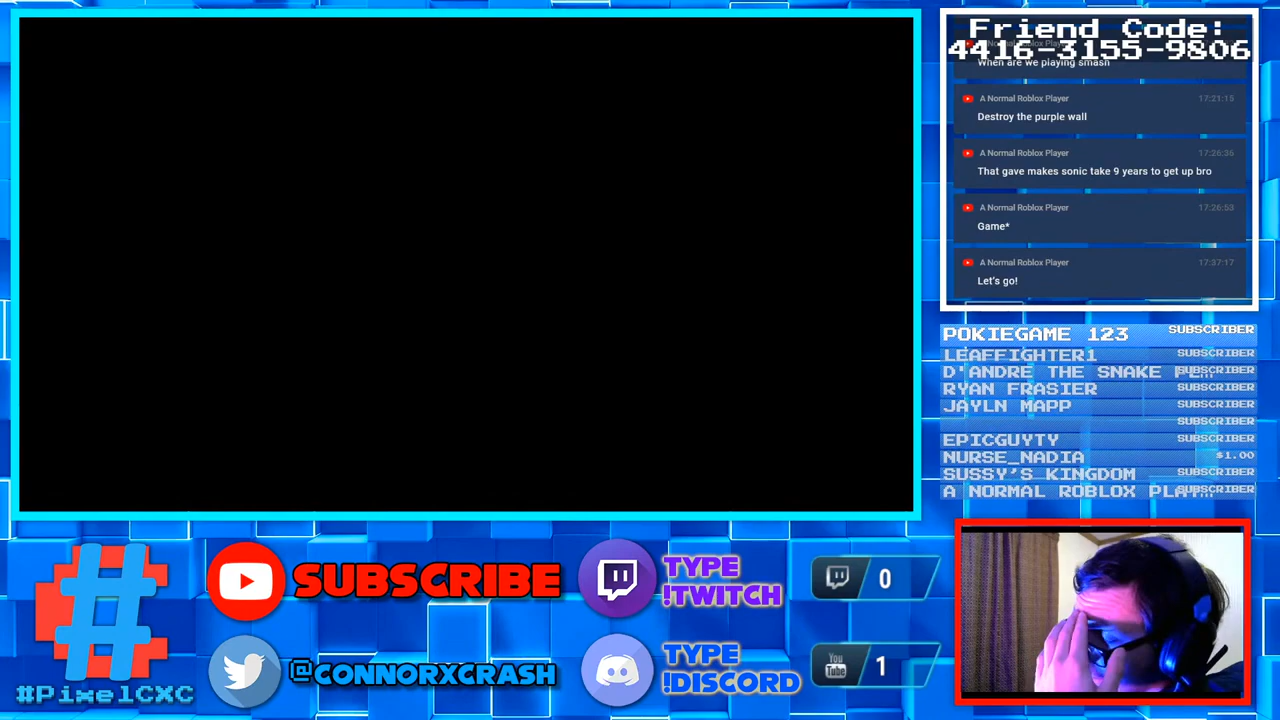 Friend Code:
4416-3155-9806
When are we playing smash
A Normal Roblox Player 17:21:15
Destroy the purple wall
A Normal Roblox Player 17:26:36
That gave makes sonic take 9 years to get up bro
A Normal Roblox Player 17:26:53
Game*
A Normal Roblox Player 17:37:17
Let's go!
POKIEGAME 123 SUBSCRIBER
LEAFFIGHTER1 SUBSCRIBER
D'ANDRE THE SNAKE SUBSCRIBER
RYAN FRASIER SUBSCRIBER
JAYLN MAPP SUBSCRIBER
SUBSCRIBER
EPICGUYTY SUBSCRIBER
NURSE_NADIA $1.00
SUSSY'S KINGDOM SUBSCRIBER
A NORMAL ROBLOX SUBSCRIBER
#PixelCXC
SUBSCRIBE
@CONNORXCRASH
TYPE
!TWITCH
TYPE
!DISCORD
0
You
Tube
1